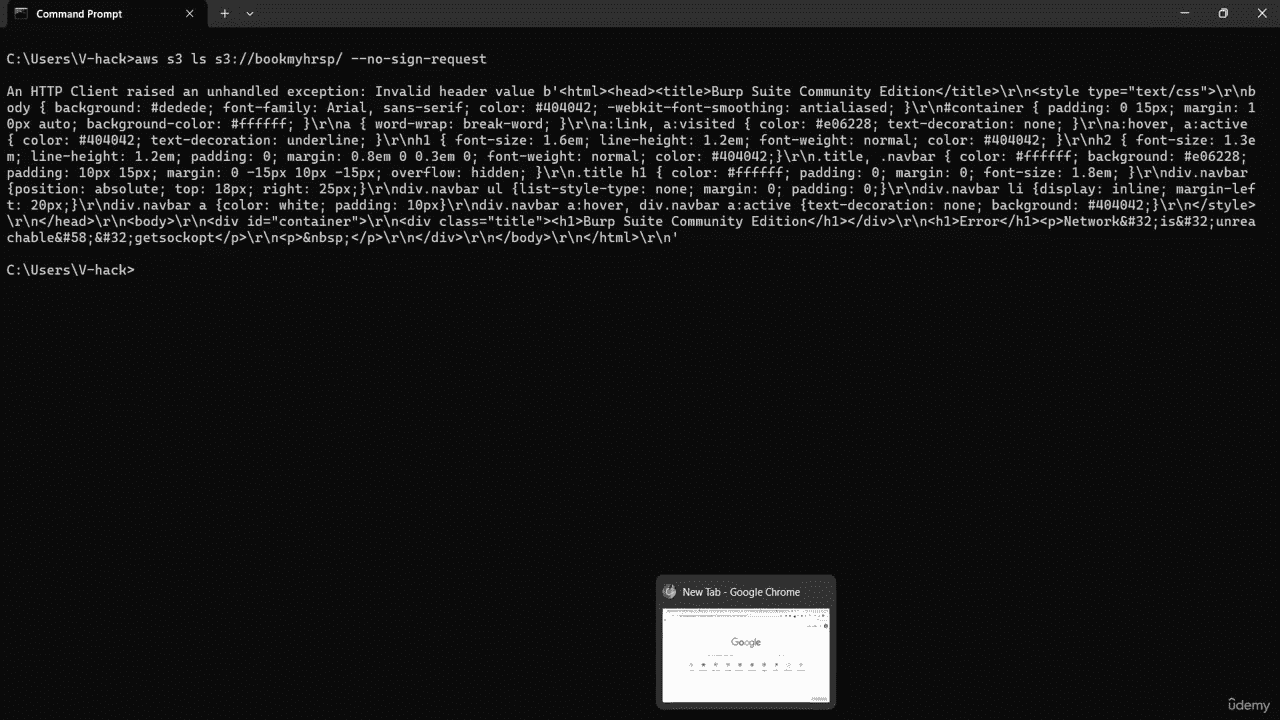 Command Prompt
C:\Users\V-hack>aws s3 ls s3://bookmyhrsp/ --no-sign-request
An HTTP Client raised an unhandled exception: Invalid header value b'<html><head><title>Burp Suite Community Edition</title>\r\n<style type="text/css">\r\nb
ody { background: #dedede; font-family: Arial, sans-serif; color: #404042; -webkit-font-smoothing: antialiased; }\r\n#container { padding: 0 15px; margin: 1
0px auto; background-color: #ffffff; }\r\na { word-wrap: break-word; }\r\na:link, a:visited { color: #e06228; text-decoration: none; }\r\na:hover, a:active
{ color: #404042; text-decoration: underline; }\r\nh1 { font-size: 1.6em; line-height: 1.2em; font-weight: normal; color: #404042; }\r\nh2 { font-size: 1.3e
m; line-height: 1.2em; padding: 0; margin: 0.8em 0 0.3em 0; font-weight: normal; color: #404042;}\r\n.title, .navbar { color: #ffffff; background: #e06228;
padding: 10px 15px; margin: 0 -15px 10px -15px; overflow: hidden; }\r\n.title h1 { color: #ffffff; padding: 0; margin: 0; font-size: 1.8em; }\r\ndiv.navbar
{position: absolute; top: 18px; right: 25px;}\r\ndiv.navbar ul {list-style-type: none; margin: 0; padding: 0;}\r\ndiv.navbar li {display: inline; margin-lef
t: 20px;}\r\ndiv.navbar a {color: white; padding: 10px}\r\ndiv.navbar a:hover, div.navbar a:active {text-decoration: none; background: #404042;}\r\n</style>
\r\n</head>\r\n<body>\r\n<div id="container">\r\n<div class="title"><h1>Burp Suite Community Edition</h1></div>\r\n<h1>Error</h1><p>Network&#32;is&#32;unrea
chable&#58;&#32;getsockopt</p>\r\n<p>&nbsp;</p>\r\n</div>\r\n</body>\r\n</html>\r\n'
C:\Users\V-hack>
New Tab - Google Chrome
Google
ûdemy